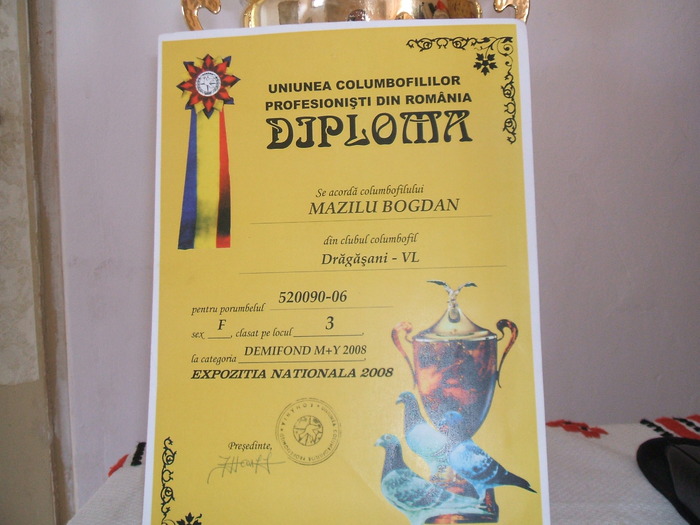 UNIUNEA COLUMBOFILILOR
PROFESIONIŞTI DIN ROMÂNIA
DIPLOMA
Se acordă columbofilului
MAZILU BOGDAN
din clubul columbofil
Drăgăşani - VL
pentru porumbelul 520090-06
sex F, clasat pe locul 3,
la categoria DEMIFOND M+Y 2008,
EXPOZITIA NATIONALA 2008
Preşedinte,